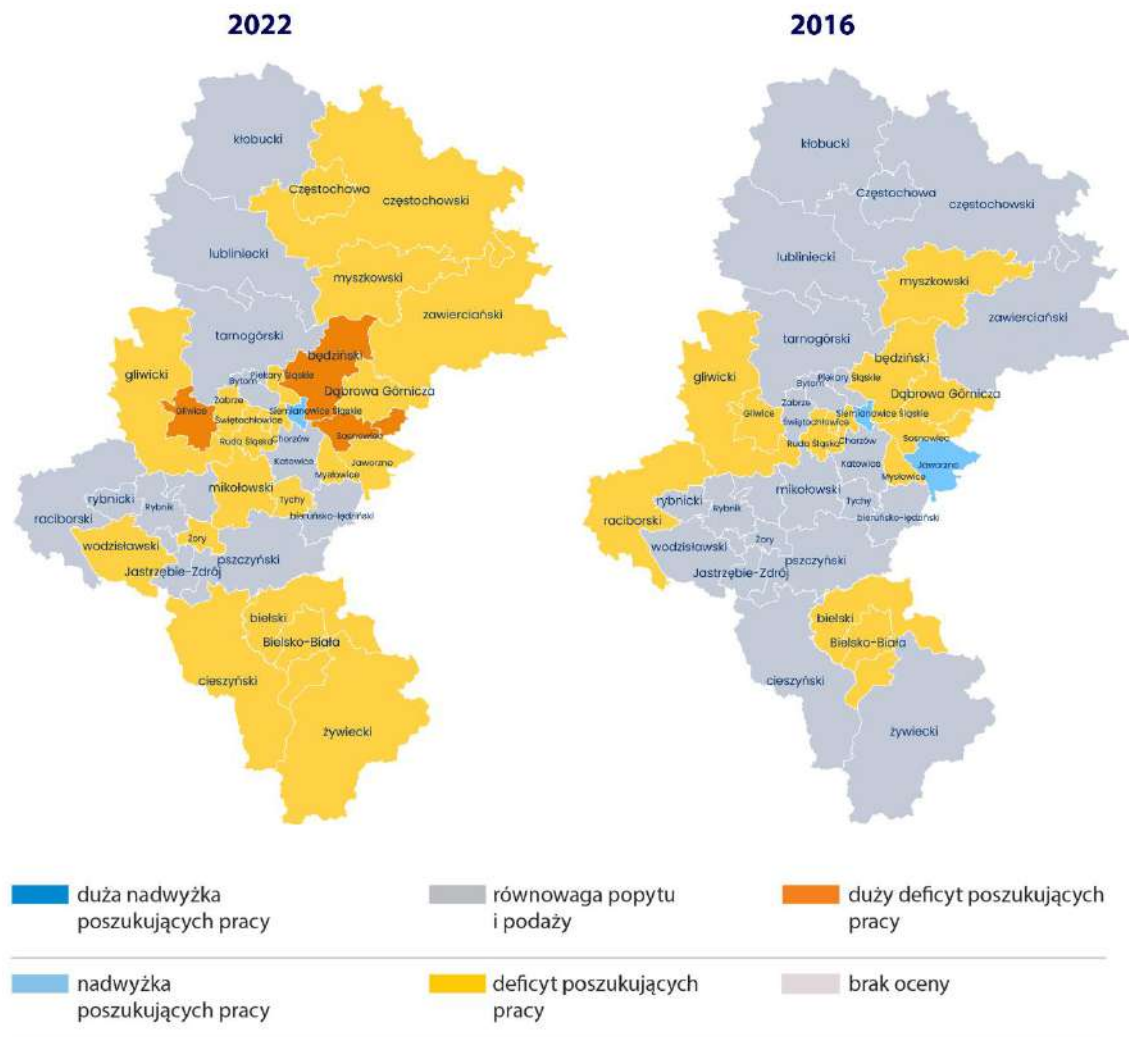 2022
2016
kłobucki
Częstochowa
częstochowski
lubliniecki
myszkowski
zawierciański
tarnogórski
będziński
gliwicki
Bytom
Piekary Śląskie
Dąbrowa Górnicza
Zabrze
Gliwice
Siemianowice Śląskie
Świętochłowice
Ruda Śląska
Chorzów
Sosnowiec
Katowice
Jaworzno
Mysłowice
mikołowski
rybnicki
Rybnik
Tychy
raciborski
bieruńsko-lędziński
wodzisławski
Żory
pszczyński
Jastrzębie-Zdrój
bielski
Bielsko-Biała
cieszyński
żywiecki
kłobucki
Częstochowa
częstochowski
lubliniecki
myszkowski
zawierciański
tarnogórski
będziński
gliwicki
Bytom
Piekary Śląskie
Dąbrowa Górnicza
Zabrze
Gliwice
Siemianowice Śląskie
Świętochłowice
Ruda Śląska
Chorzów
Sosnowiec
Katowice
Jaworzno
Mysłowice
mikołowski
rybnicki
Rybnik
Tychy
raciborski
bieruńsko-lędziński
wodzisławski
Żory
pszczyński
Jastrzębie-Zdrój
bielski
Bielsko-Biała
cieszyński
żywiecki
duża nadwyżka
poszukujących pracy
równowaga popytu
i podaży
duży deficyt poszukujących
pracy
nadwyżka
poszukujących pracy
deficyt poszukujących
pracy
brak oceny